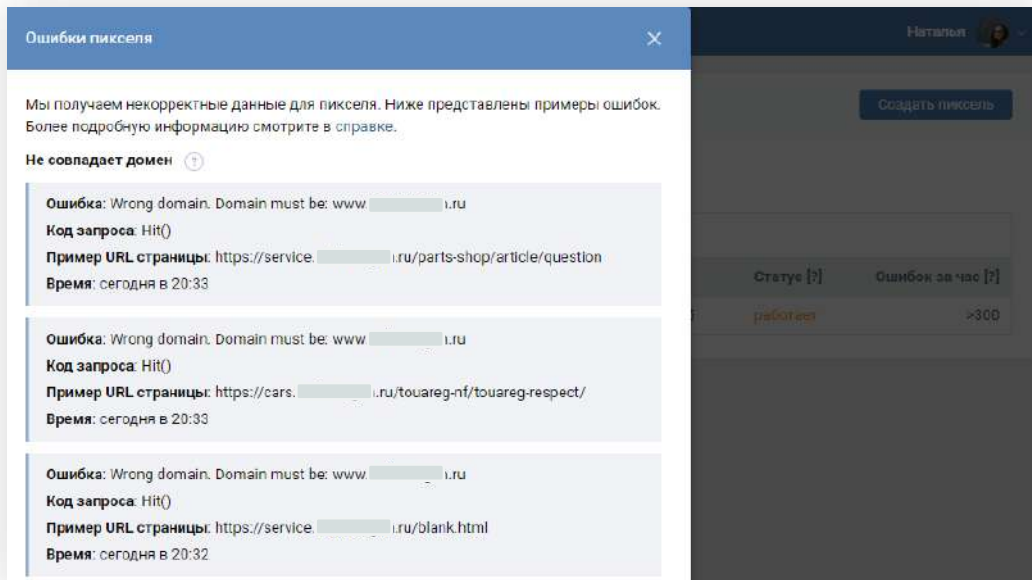 Ошибки пикселя
Наталья
Мы получаем некорректные данные для пикселя. Ниже представлены примеры ошибок.
Создать пиксель
Более подробную информацию смотрите в справке.
Не совпадает домен ?
Ошибка: Wrong domain. Domain must be: www. .ru
Код запроса: Hit()
Пример URL страницы: https://service. .ru/parts-shop/article/question
Время: сегодня в 20:33
Статус [?] Ошибок за час [?]
работает >300
Ошибка: Wrong domain. Domain must be: www. .ru
Код запроса: Hit()
Пример URL страницы: https://cars. .ru/touareg-nf/touareg-respect/
Время: сегодня в 20:33
Ошибка: Wrong domain. Domain must be: www. .ru
Код запроса: Hit()
Пример URL страницы: https://service. .ru/blank.html
Время: сегодня в 20:32